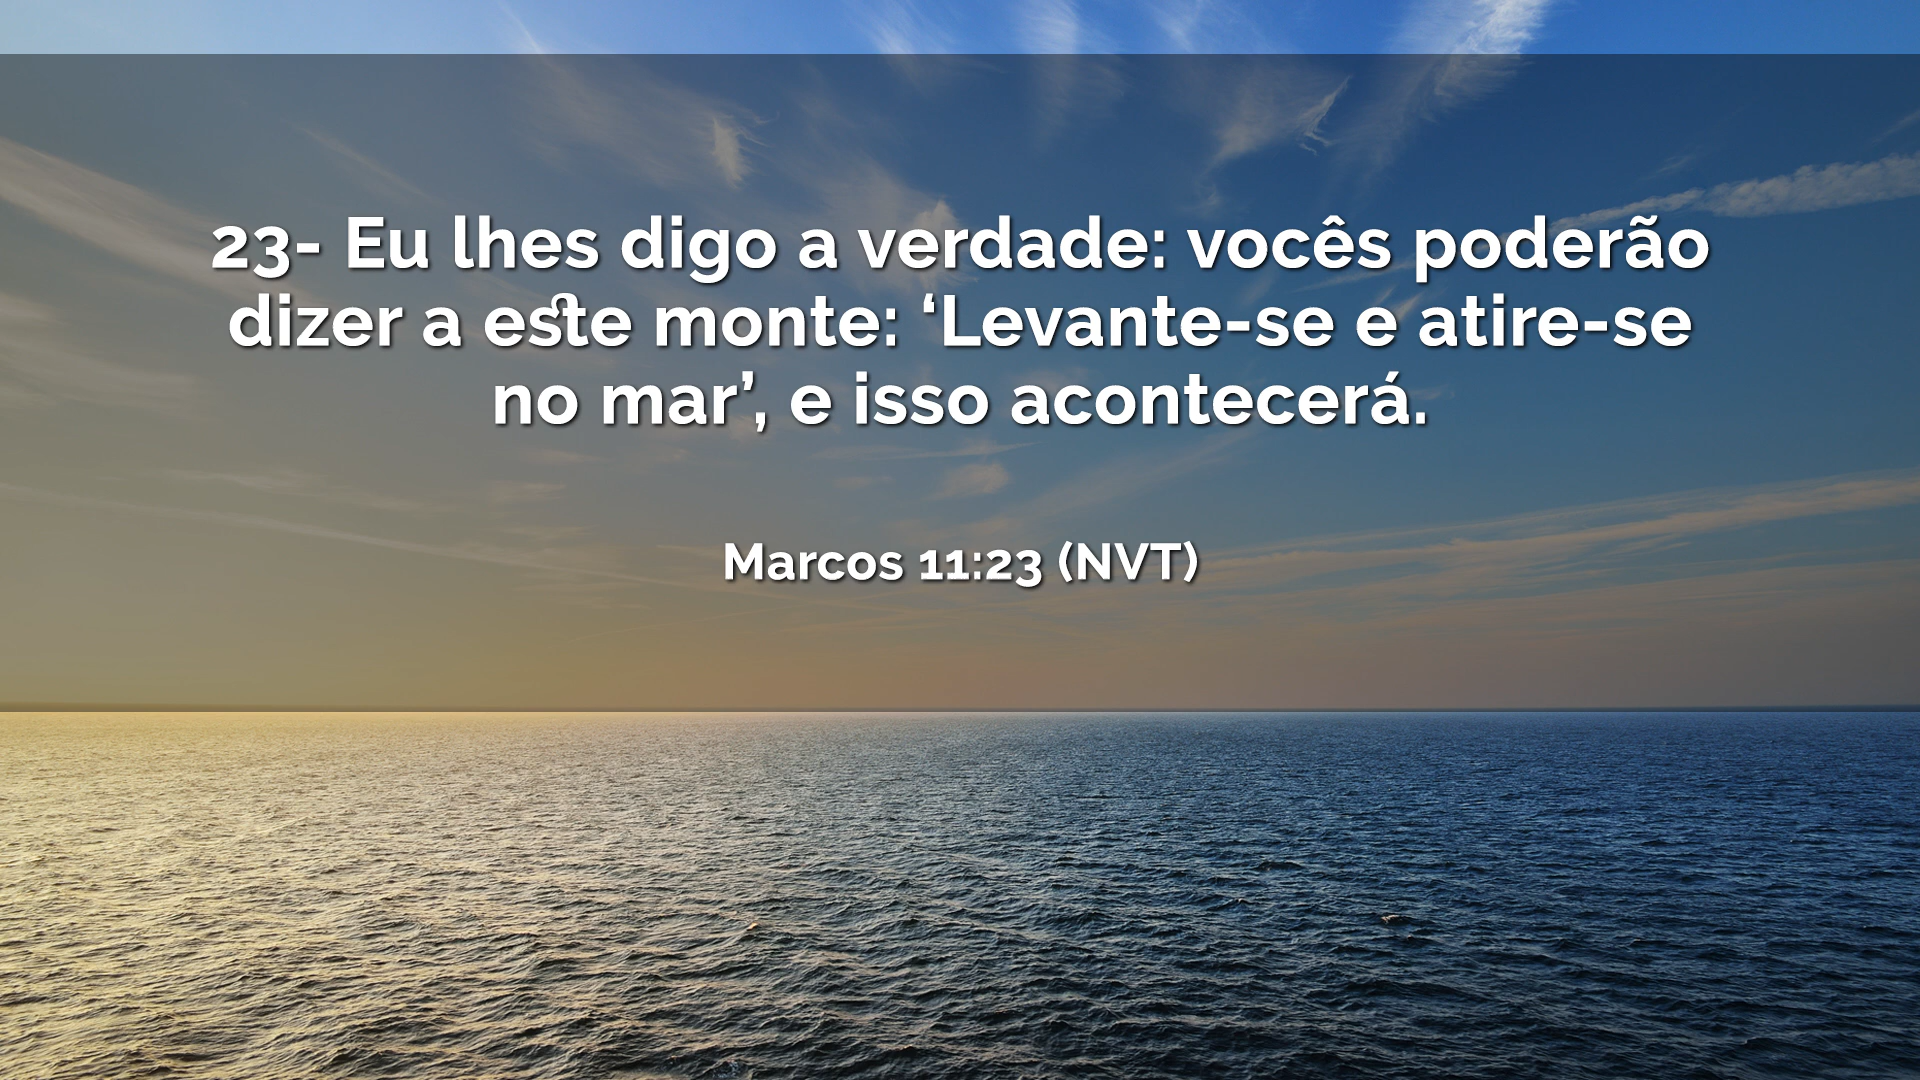 23- Eu lhes digo a verdade: vocês poderão
dizer a este monte: ‘Levante-se e atire-se
no mar’, e isso acontecerá.
Marcos 11:23 (NVT)